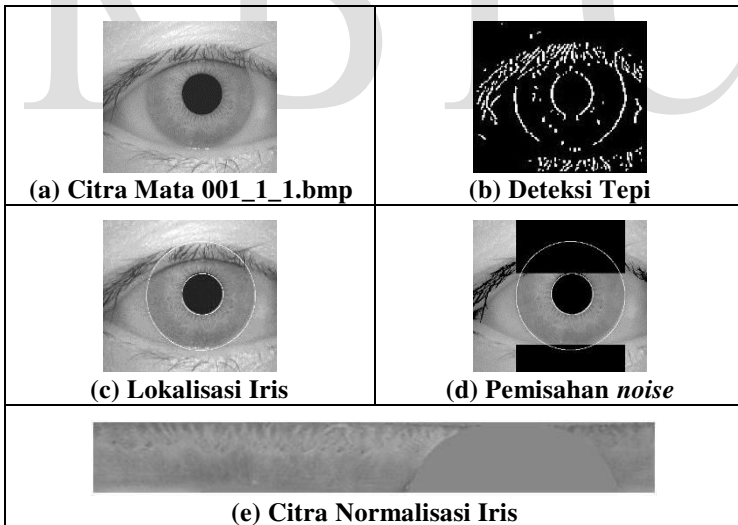 (a) Citra Mata 001_1_1.bmp
(b) Deteksi Tepi
(c) Lokalisasi Iris
(d) Pemisahan noise
(e) Citra Normalisasi Iris